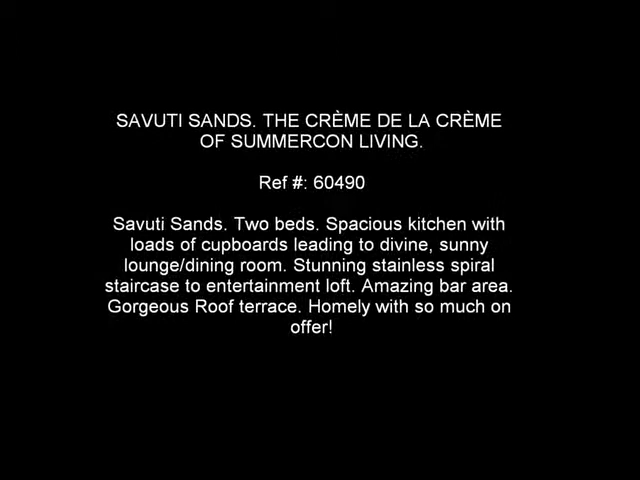 SAVUTI SANDS. THE CRÈME DE LA CRÈME
OF SUMMERCON LIVING.
Ref #: 60490
Savuti Sands. Two beds. Spacious kitchen with
loads of cupboards leading to divine, sunny
lounge/dining room. Stunning stainless spiral
staircase to entertainment loft. Amazing bar area.
Gorgeous Roof terrace. Homely with so much on
offer!